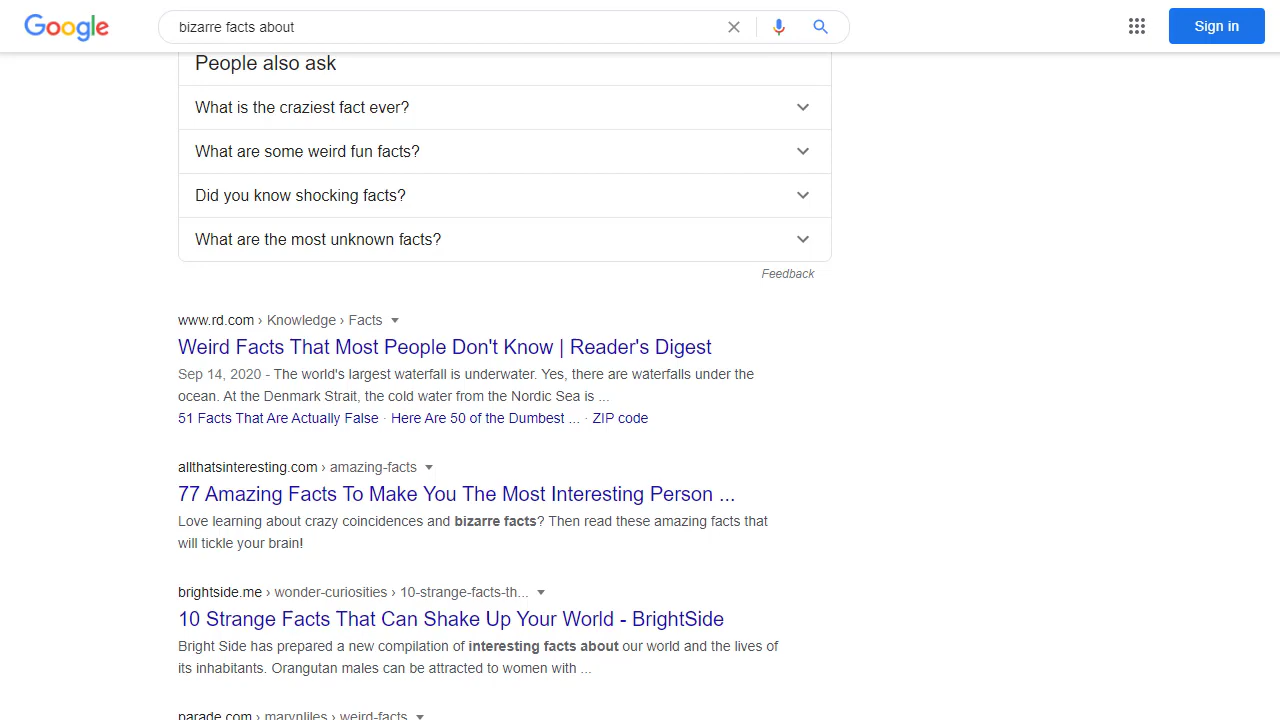 Google
bizarre facts about
Sign in
People also ask
What is the craziest fact ever?
What are some weird fun facts?
Did you know shocking facts?
What are the most unknown facts?
Feedback
www.rd.com › Knowledge › Facts
Weird Facts That Most People Don't Know | Reader's Digest
Sep 14, 2020 - The world's largest waterfall is underwater. Yes, there are waterfalls under the
ocean. At the Denmark Strait, the cold water from the Nordic Sea is ...
51 Facts That Are Actually False · Here Are 50 of the Dumbest ... · ZIP code
allthatsinteresting.com › amazing-facts
77 Amazing Facts To Make You The Most Interesting Person ...
Love learning about crazy coincidences and bizarre facts? Then read these amazing facts that
will tickle your brain!
brightside.me › wonder-curiosities › 10-strange-facts-th...
10 Strange Facts That Can Shake Up Your World - BrightSide
Bright Side has prepared a new compilation of interesting facts about our world and the lives of
its inhabitants. Orangutan males can be attracted to women with ...
parade.com › marynliles › weird-facts